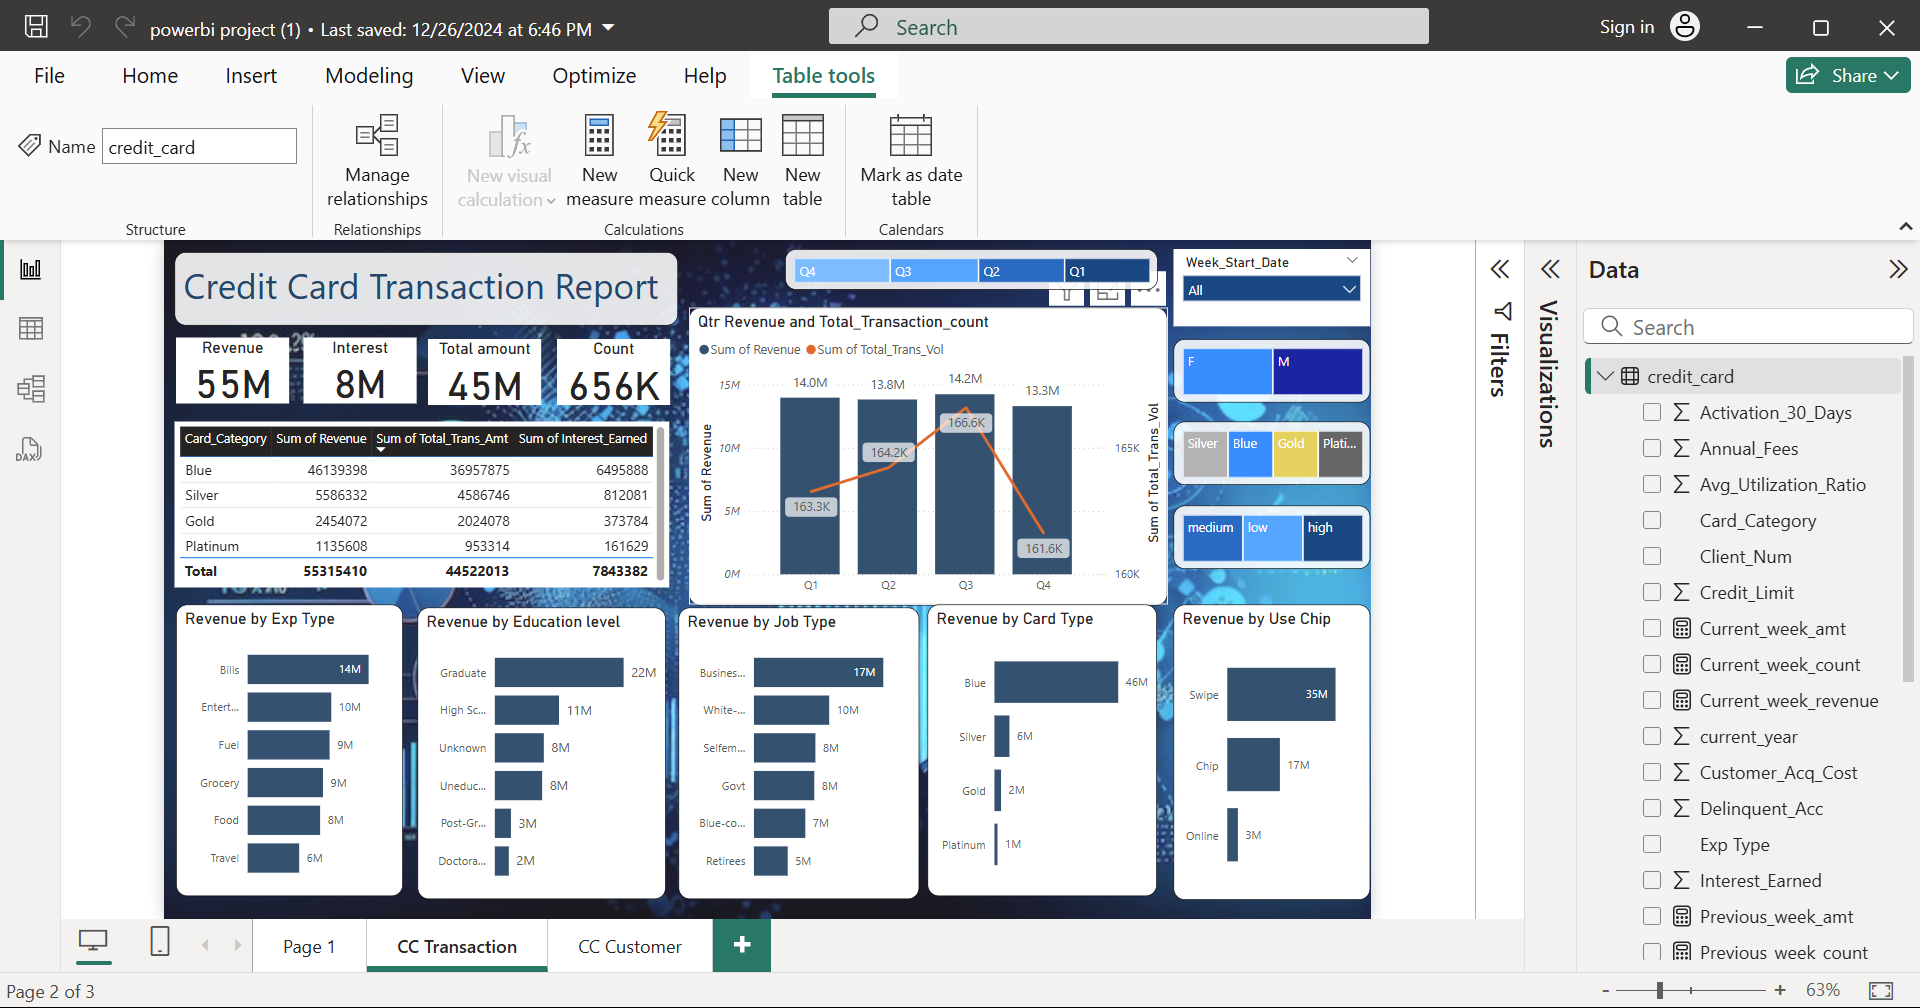 powerbi project (1) • Last saved: 12/26/2024 at 6:46 PM
Search
Sign in
File Home Insert Modeling View Optimize Help Table tools
Share
Name credit_card
Manage relationships
New visual calculation
New measure
Quick measure
New column
New table
Mark as date table
Structure Relationships Calculations Calendars
Credit Card Transaction Report
Q4 Q3 Q2 Q1
Week_Start_Date
All
Revenue
55M
Interest
8M
Total amount
45M
Count
656K
Card_Category Sum of Revenue Sum of Total_Trans_Amt Sum of Interest_Earned
Blue 46139398 36957875 6495888
Silver 5586332 4586746 812081
Gold 2454072 2024078 373784
Platinum 1135608 953314 161629
Total 55315410 44522013 7843382
Qtr Revenue and Total_Transaction_count
Sum of Revenue Sum of Total_Trans_Vol
Sum of Revenue
15M
10M
5M
0M
14.0M 13.8M 14.2M 13.3M
163.3K 164.2K 166.6K 161.6K
Q1 Q2 Q3 Q4
165K
160K
Sum of Total_Trans_Vol
F M
Silver Blue Gold Plati...
medium low high
Revenue by Exp Type
Bills 14M
Entert... 10M
Fuel 9M
Grocery 9M
Food 8M
Travel 6M
Revenue by Education level
Graduate 22M
High Sc... 11M
Unknown 8M
Uneduc... 8M
Post-Gr... 3M
Doctora... 2M
Revenue by Job Type
Busines... 17M
White-... 10M
Selfem... 8M
Govt 8M
Blue-co... 7M
Retirees 5M
Revenue by Card Type
Blue 46M
Silver 6M
Gold 2M
Platinum 1M
Revenue by Use Chip
Swipe 35M
Chip 17M
Online 3M
Filters
Visualizations
Data
Search
credit_card
Activation_30_Days
Annual_Fees
Avg_Utilization_Ratio
Card_Category
Client_Num
Credit_Limit
Current_week_amt
Current_week_count
Current_week_revenue
current_year
Customer_Acq_Cost
Delinquent_Acc
Exp Type
Interest_Earned
Previous_week_amt
Previous_week_count
DAX
Page 1 CC Transaction CC Customer +
Page 2 of 3
- + 63%